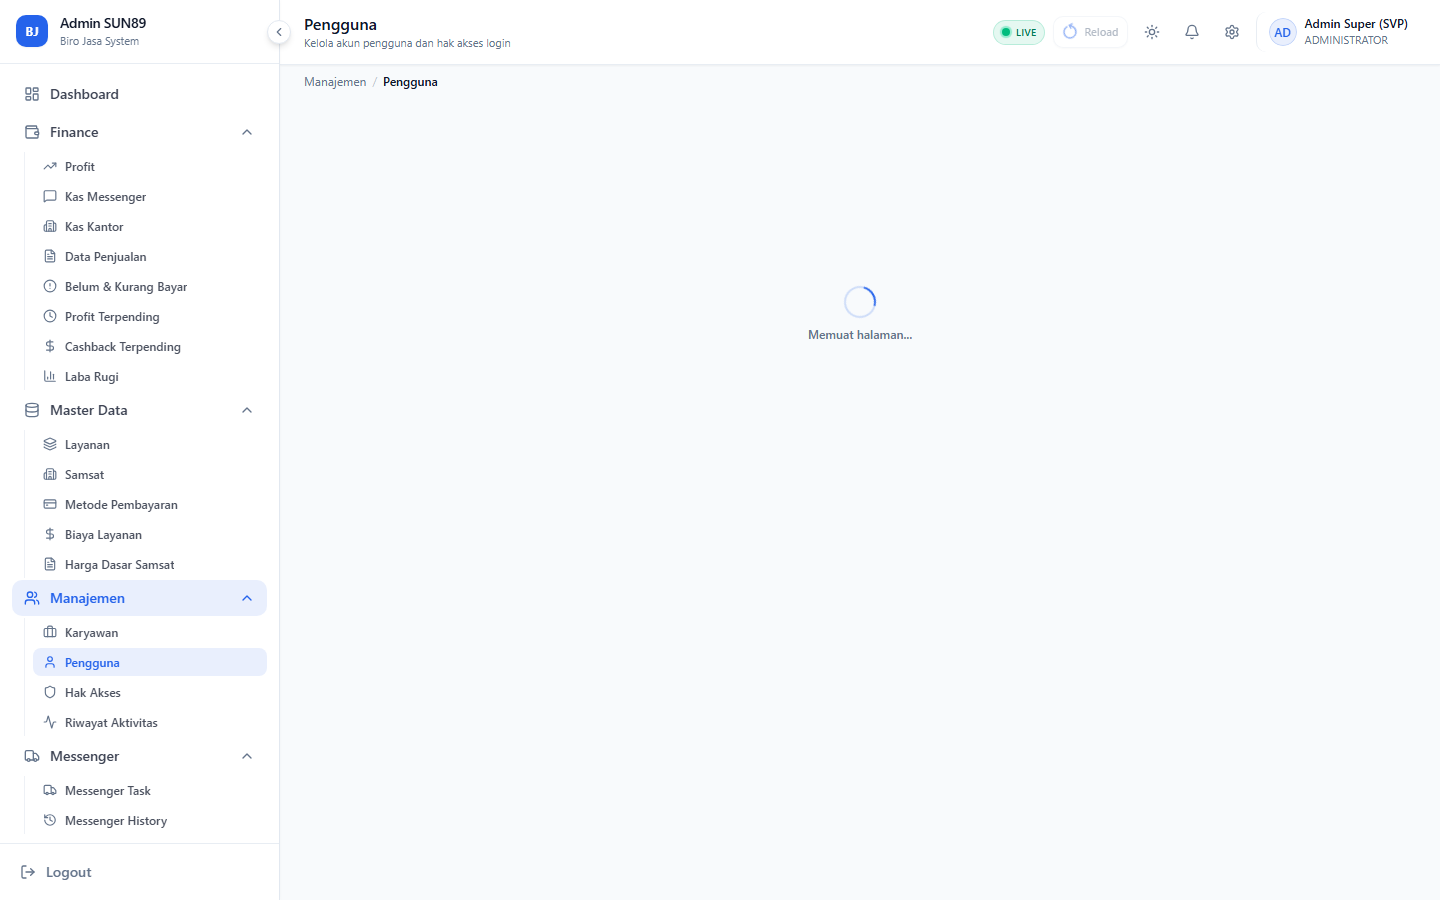 BJ
Admin SUN89
Biro Jasa System
Dashboard
Finance
Profit
Kas Messenger
Kas Kantor
Data Penjualan
Belum & Kurang Bayar
Profit Terpending
Cashback Terpending
Laba Rugi
Master Data
Layanan
Samsat
Metode Pembayaran
Biaya Layanan
Harga Dasar Samsat
Manajemen
Karyawan
Pengguna
Hak Akses
Riwayat Aktivitas
Messenger
Messenger Task
Messenger History
Logout
Pengguna
Kelola akun pengguna dan hak akses login
LIVE
Reload
AD
Admin Super (SVP)
ADMINISTRATOR
Manajemen / Pengguna
Memuat halaman...